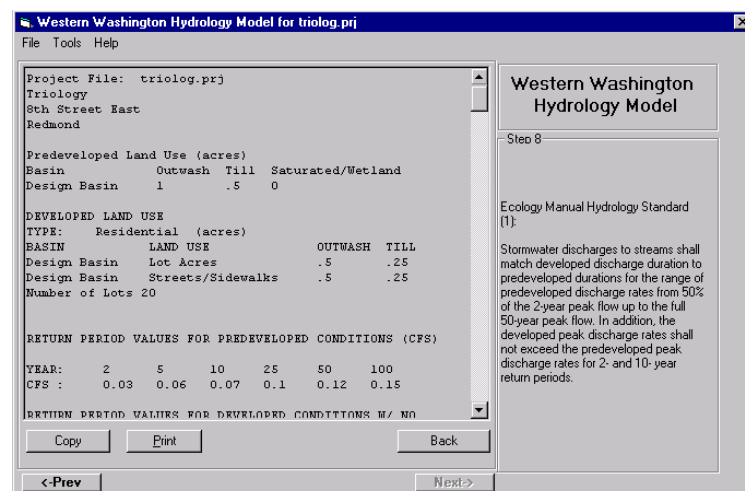 Western Washington Hydrology Model for triolog.prj
File Tools Help
Project File: triolog.prj
Triology
8th Street East
Redmond
Predeveloped Land Use (acres)
Basin Outwash Till Saturated/Wetland
Design Basin 1 .5 0
DEVELOPED LAND USE
TYPE: Residential (acres)
BASIN LAND USE OUTWASH TILL
Design Basin Lot Acres .5 .25
Design Basin Streets/Sidewalks .5 .25
Number of Lots 20
RETURN PERIOD VALUES FOR PREDEVELOPED CONDITIONS (CFS)
YEAR: 2 5 10 25 50 100
CFS : 0.03 0.06 0.07 0.1 0.12 0.15
RETURN PERIOD VALUES FOR DEVELOPED CONDITIONS W/ NO
Copy Print Back
<-Prev Next->
Western Washington
Hydrology Model
Step 8
Ecology Manual Hydrology Standard
(1):
Stormwater discharges to streams shall
match developed discharge duration to
predeveloped durations for the range of
predeveloped discharge rates from 50%
of the 2-year peak flow up to the full
50-year peak flow. In addition, the
developed peak discharge rates shall
not exceed the predeveloped peak
discharge rates for 2- and 10- year
return periods.